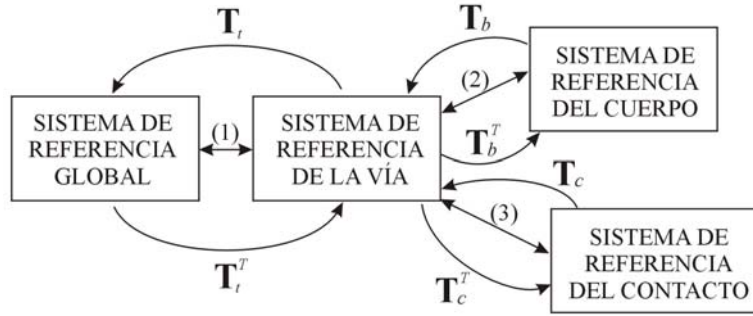 T_t
T_b
SISTEMA DE
REFERENCIA
DEL CUERPO
(2)
SISTEMA DE
REFERENCIA
GLOBAL
(1)
SISTEMA DE
REFERENCIA
DE LA VÍA
T_b^T
T_c
(3)
SISTEMA DE
REFERENCIA
DEL CONTACTO
T_t^T
T_c^T